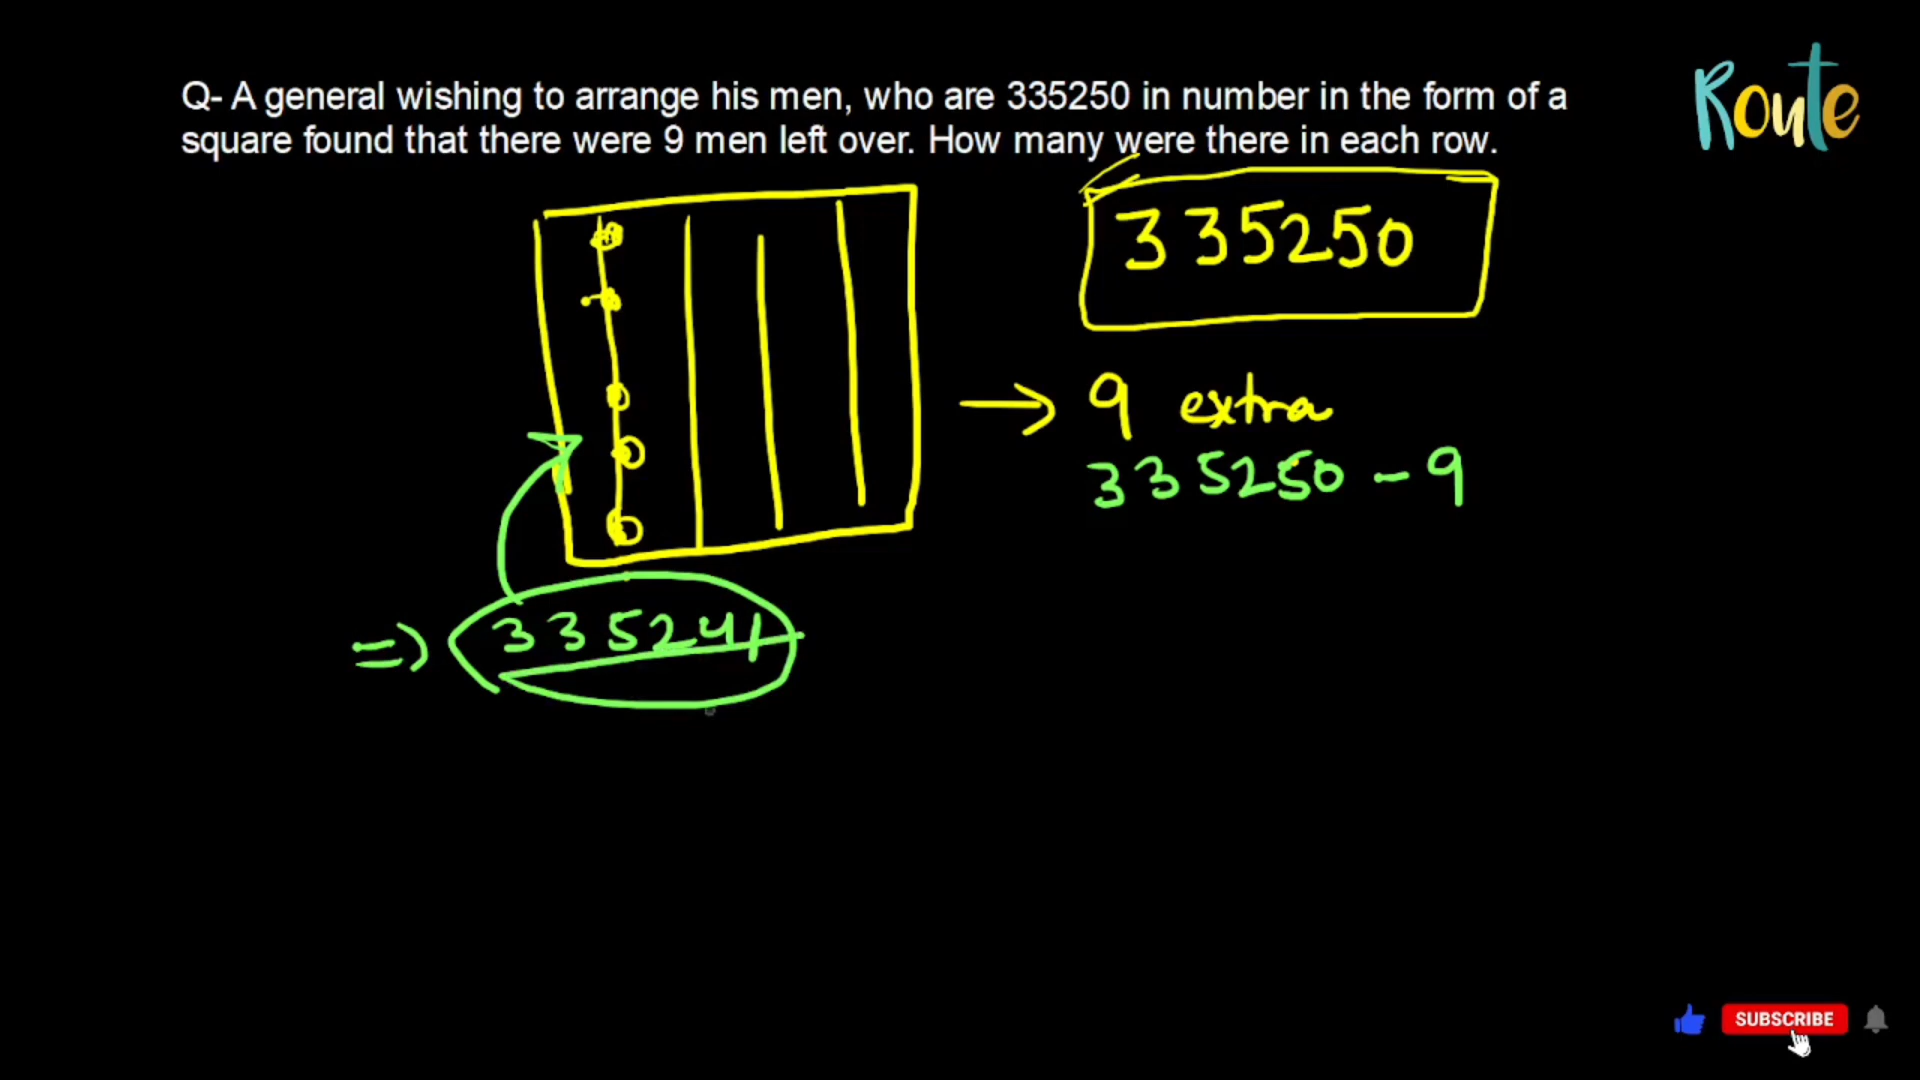 Route
Q- A general wishing to arrange his men, who are 335250 in number in the form of a
square found that there were 9 men left over. How many were there in each row.
335250
→ 9 extra
335250 - 9
=> 335241
SUBSCRIBE